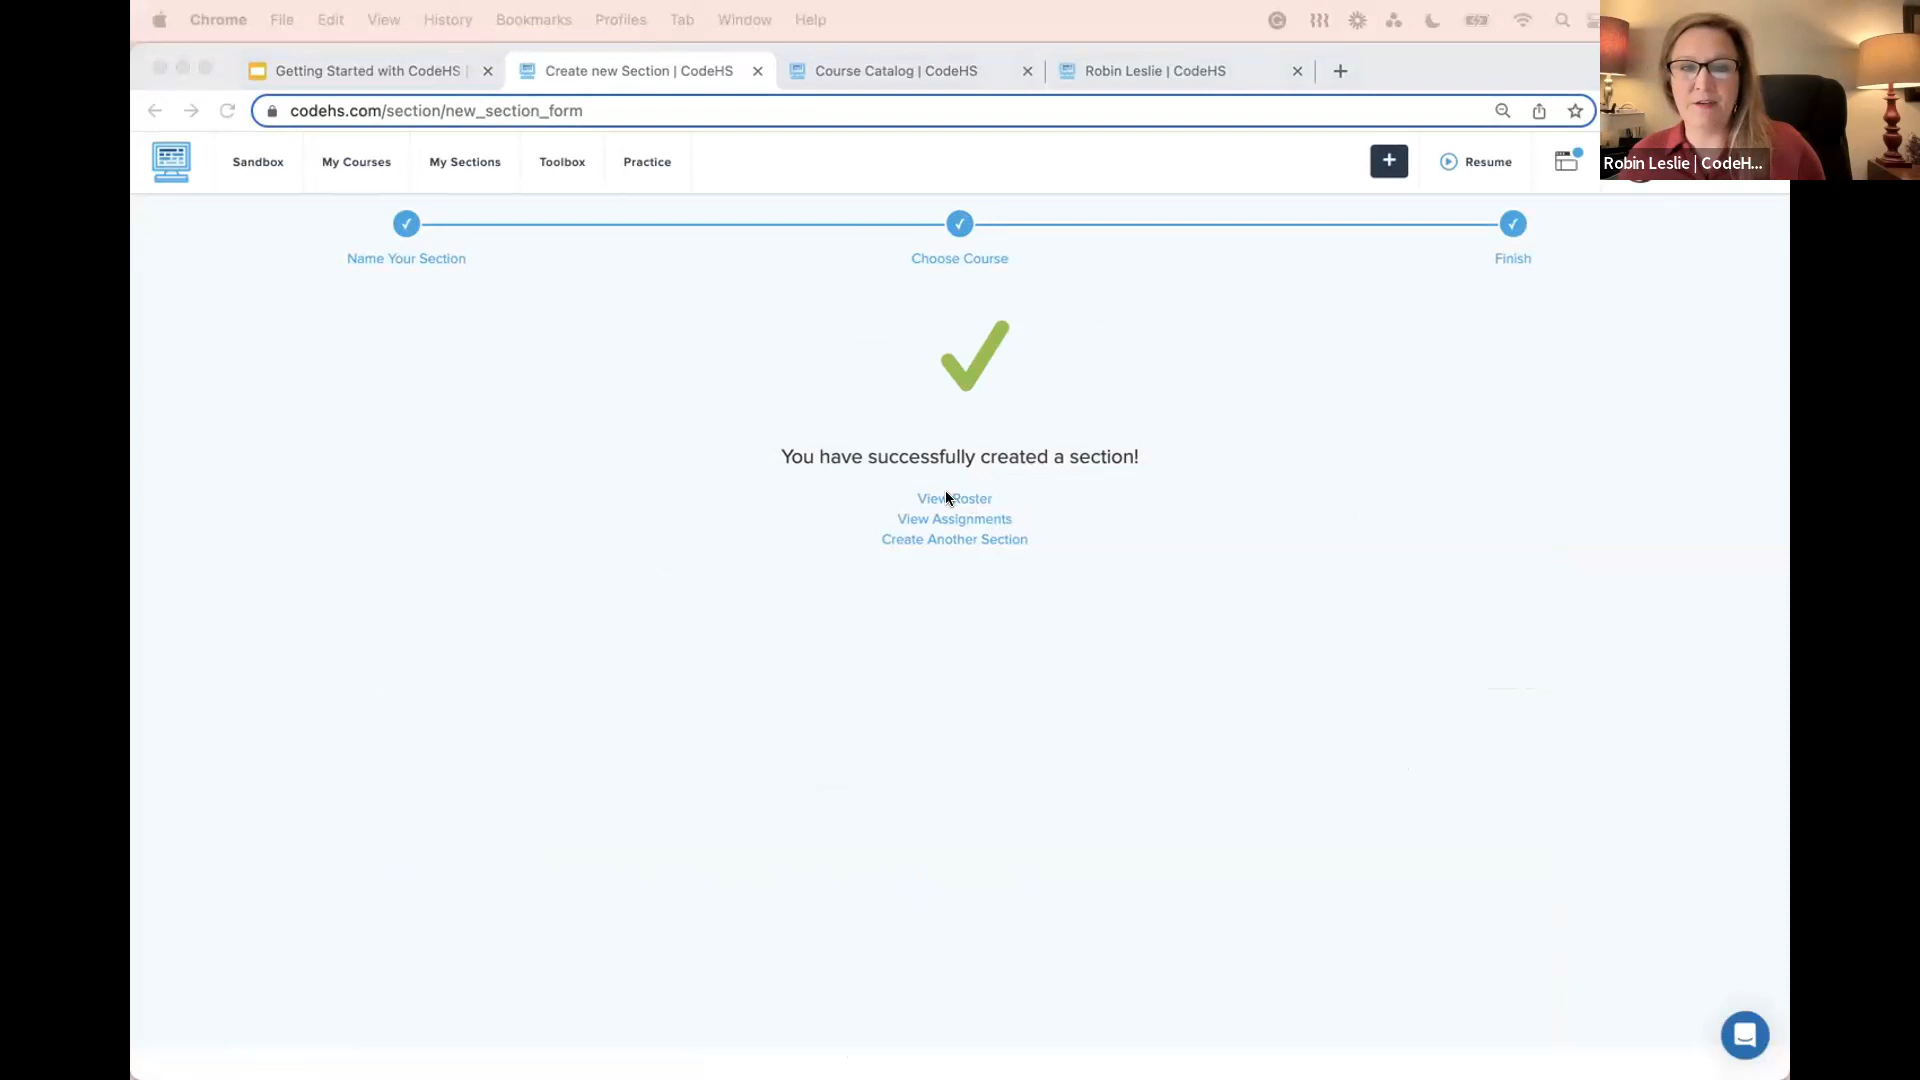 Chrome File Edit View History Bookmarks Profiles Tab Window Help
Getting Started with CodeHS | Create new Section | CodeHS Course Catalog | CodeHS Robin Leslie | CodeHS
codehs.com/section/new_section_form
Sandbox My Courses My Sections Toolbox Practice + Resume
Robin Leslie | CodeH...
Name Your Section Choose Course Finish
You have successfully created a section!
View Roster
View Assignments
Create Another Section